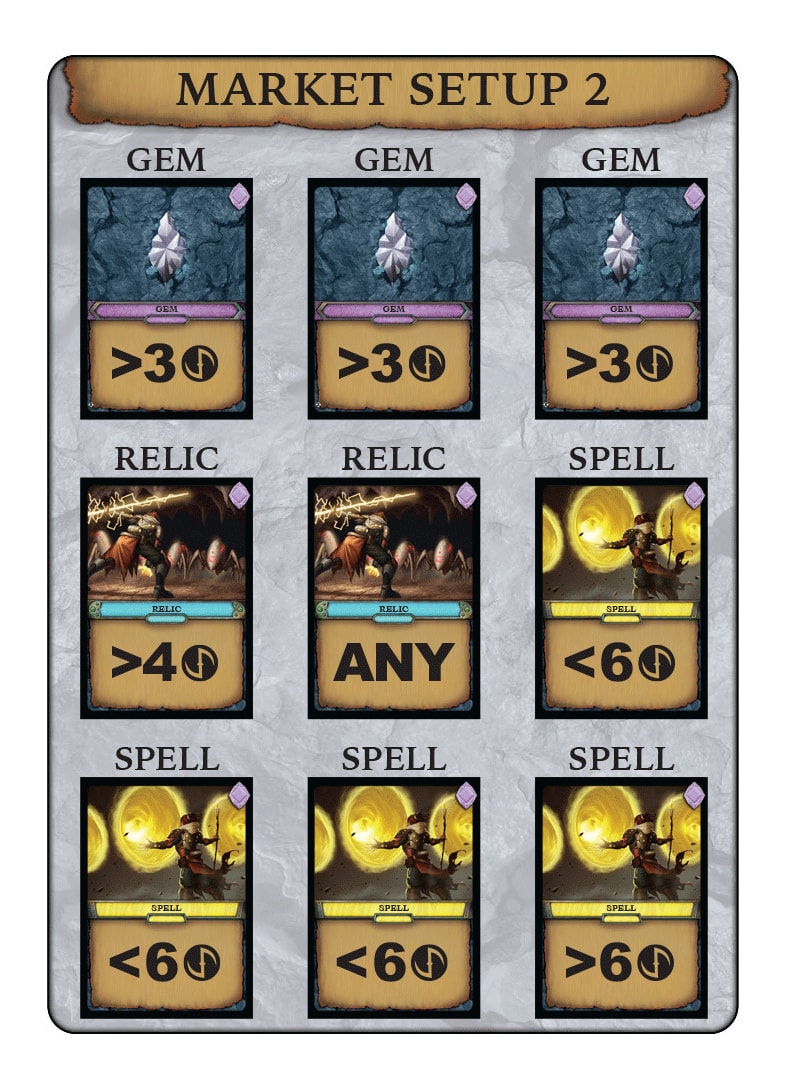 MARKET SETUP 2
GEM GEM GEM
GEM GEM GEM
>3 >3 >3
RELIC RELIC SPELL
RELIC RELIC SPELL
>4 ANY <6
SPELL SPELL SPELL
SPELL SPELL SPELL
<6 <6 >6